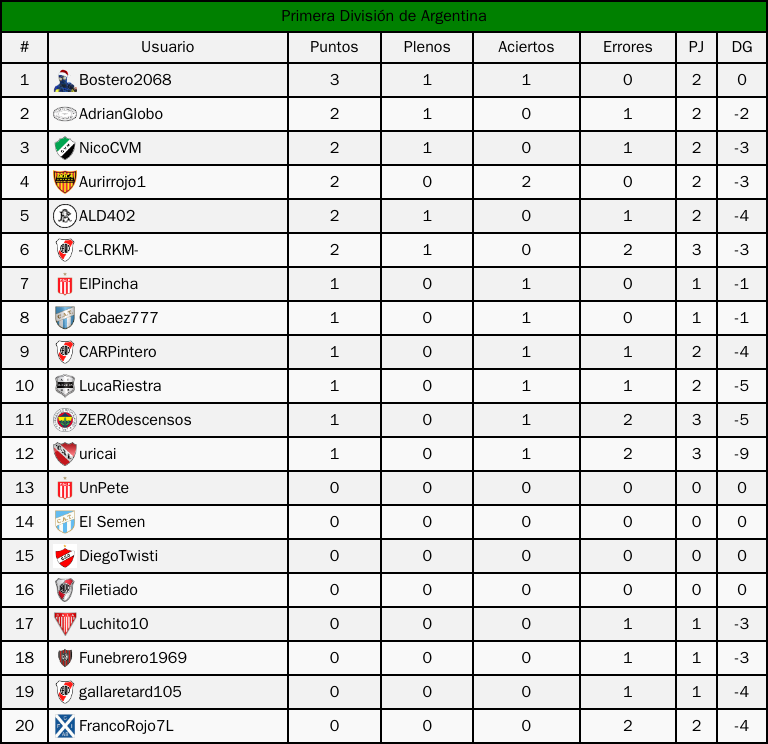 Primera División de Argentina
# Usuario Puntos Plenos Aciertos Errores PJ DG
1 Bostero2068 3 1 1 0 2 0
2 AdrianGlobo 2 1 0 1 2 -2
3 NicoCVM 2 1 0 1 2 -3
4 Aurirrojo1 2 0 2 0 2 -3
5 ALD402 2 1 0 1 2 -4
6 -CLRKM- 2 1 0 2 3 -3
7 ElPincha 1 0 1 0 1 -1
8 Cabaez777 1 0 1 0 1 -1
9 CARPintero 1 0 1 1 2 -4
10 LucaRiestra 1 0 1 1 2 -5
11 ZER0descensos 1 0 1 2 3 -5
12 uricai 1 0 1 2 3 -9
13 UnPete 0 0 0 0 0 0
14 El Semen 0 0 0 0 0 0
15 DiegoTwisti 0 0 0 0 0 0
16 Filetiado 0 0 0 0 0 0
17 Luchito10 0 0 0 1 1 -3
18 Funebrero1969 0 0 0 1 1 -3
19 gallaretard105 0 0 0 1 1 -4
20 FrancoRojo7L 0 0 0 2 2 -4